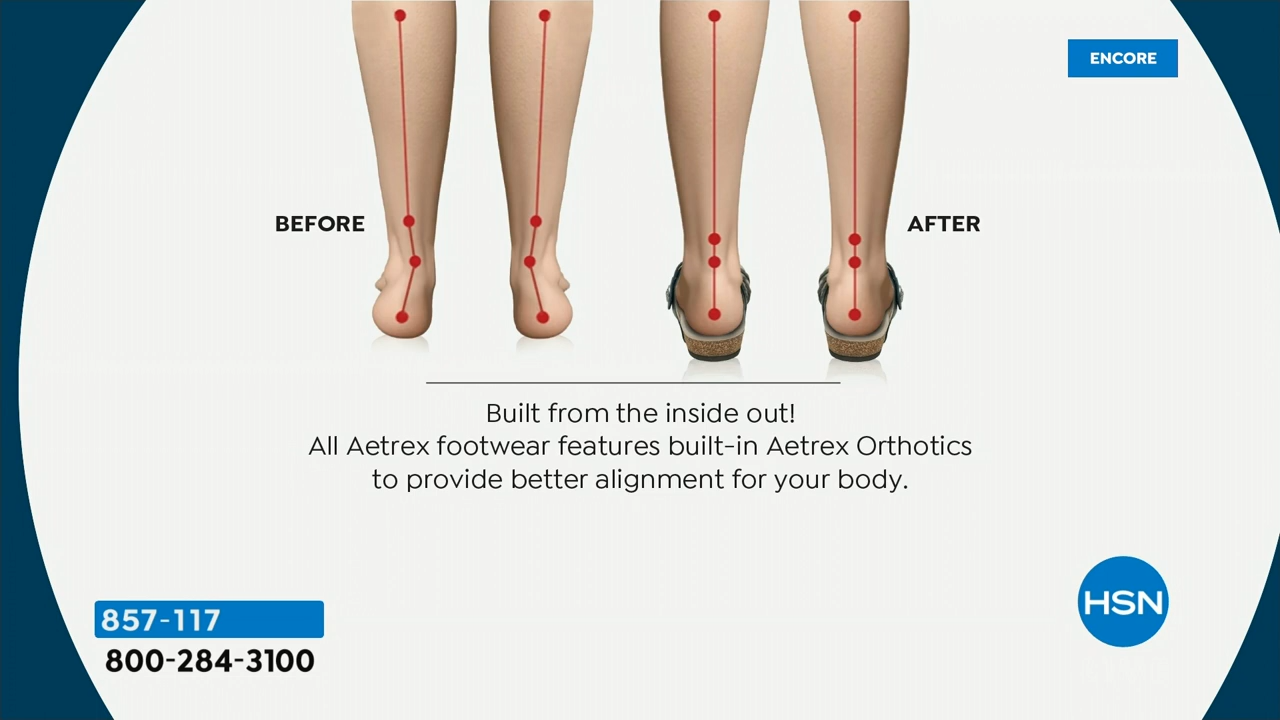 ENCORE
BEFORE
AFTER
Built from the inside out!
All Aetrex footwear features built-in Aetrex Orthotics
to provide better alignment for your body.
857-117
800-284-3100
HSN